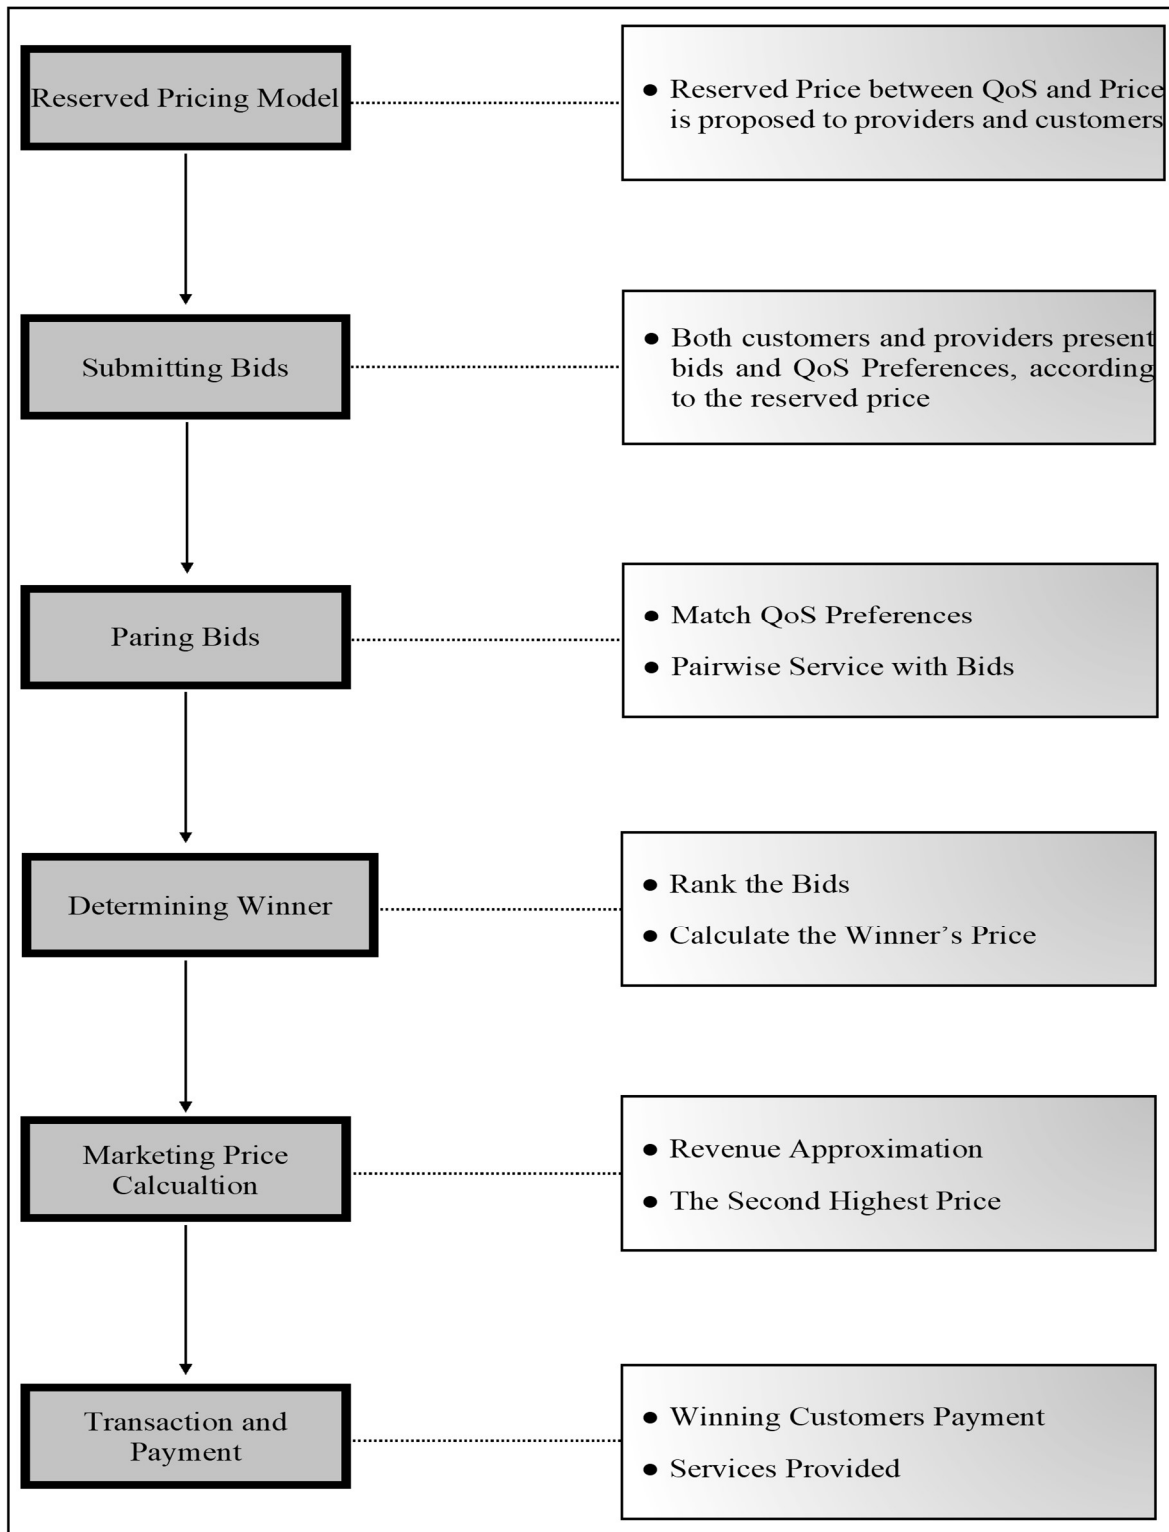 Reserved Pricing Model
● Reserved Price between QoS and Price
is proposed to providers and customers
Submitting Bids
● Both customers and providers present
bids and QoS Preferences, according
to the reserved price
Paring Bids
● Match QoS Preferences
● Pairwise Service with Bids
Determining Winner
● Rank the Bids
● Calculate the Winner’s Price
Marketing Price
Calcualtion
● Revenue Approximation
● The Second Highest Price
Transaction and
Payment
● Winning Customers Payment
● Services Provided